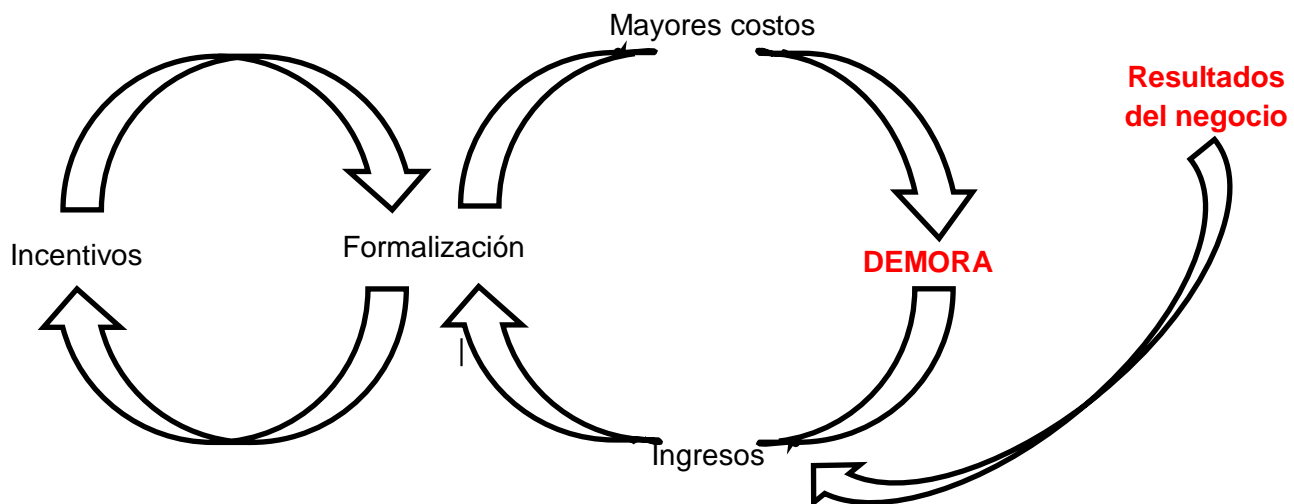 Mayores costos
Resultados
del negocio
Incentivos
Formalización
DEMORA
Ingresos